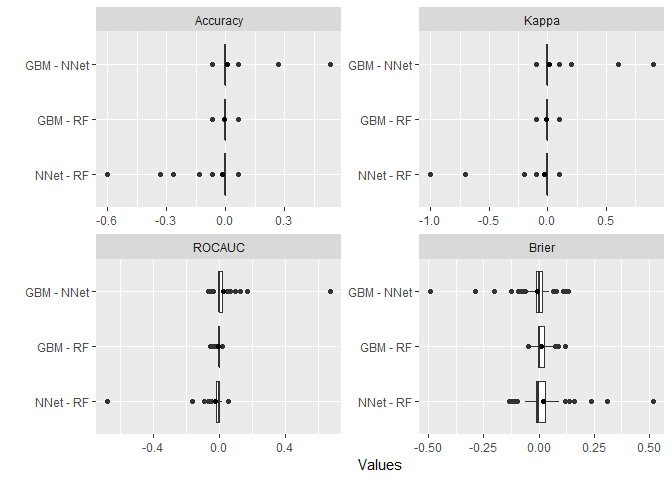 Accuracy
Kappa
GBM - NNet
GBM - RF
NNet - RF
-0.6 -0.3 0.0 0.3
GBM - NNet
GBM - RF
NNet - RF
-1.0 -0.5 0.0 0.5
ROCAUC
Brier
GBM - NNet
GBM - RF
NNet - RF
-0.4 0.0 0.4
GBM - NNet
GBM - RF
NNet - RF
-0.50 -0.25 0.00 0.25 0.50
Values